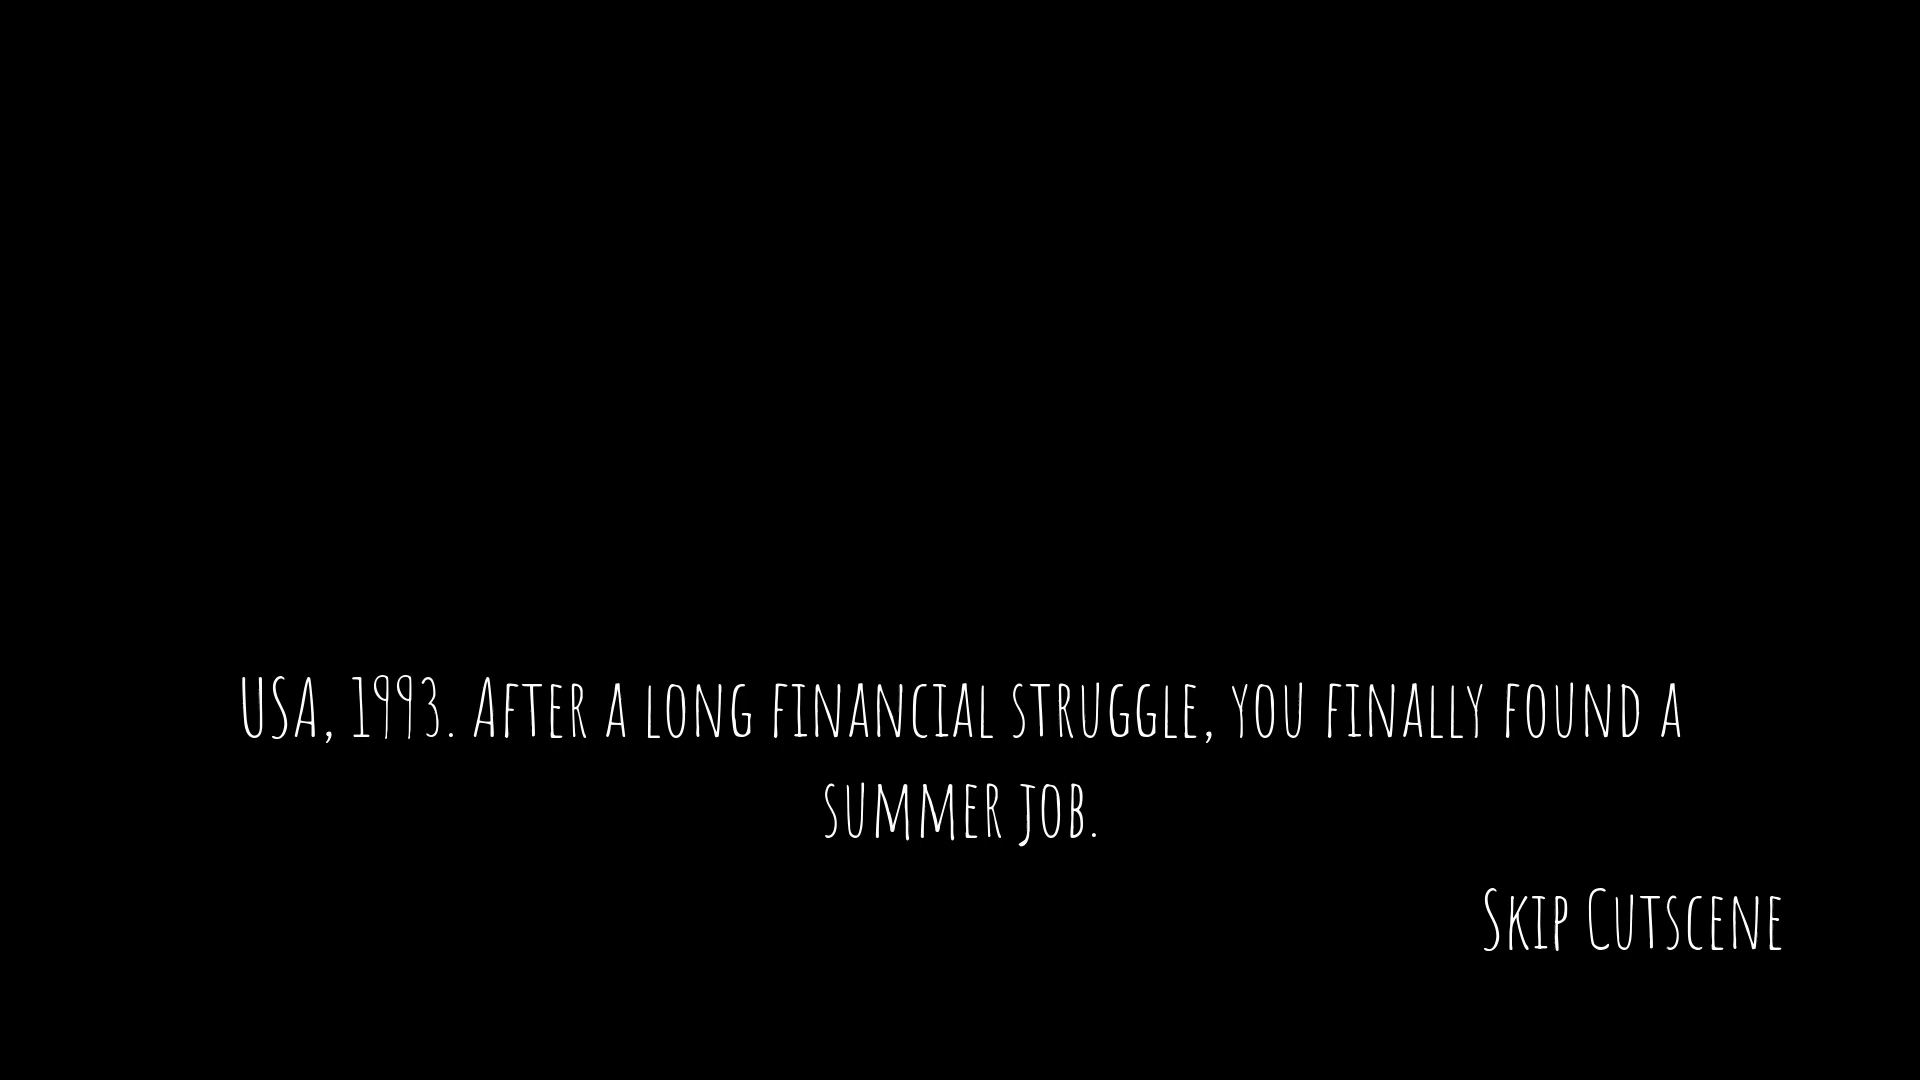 USA, 1993. After a long financial struggle, you finally found a
summer job.
Skip Cutscene